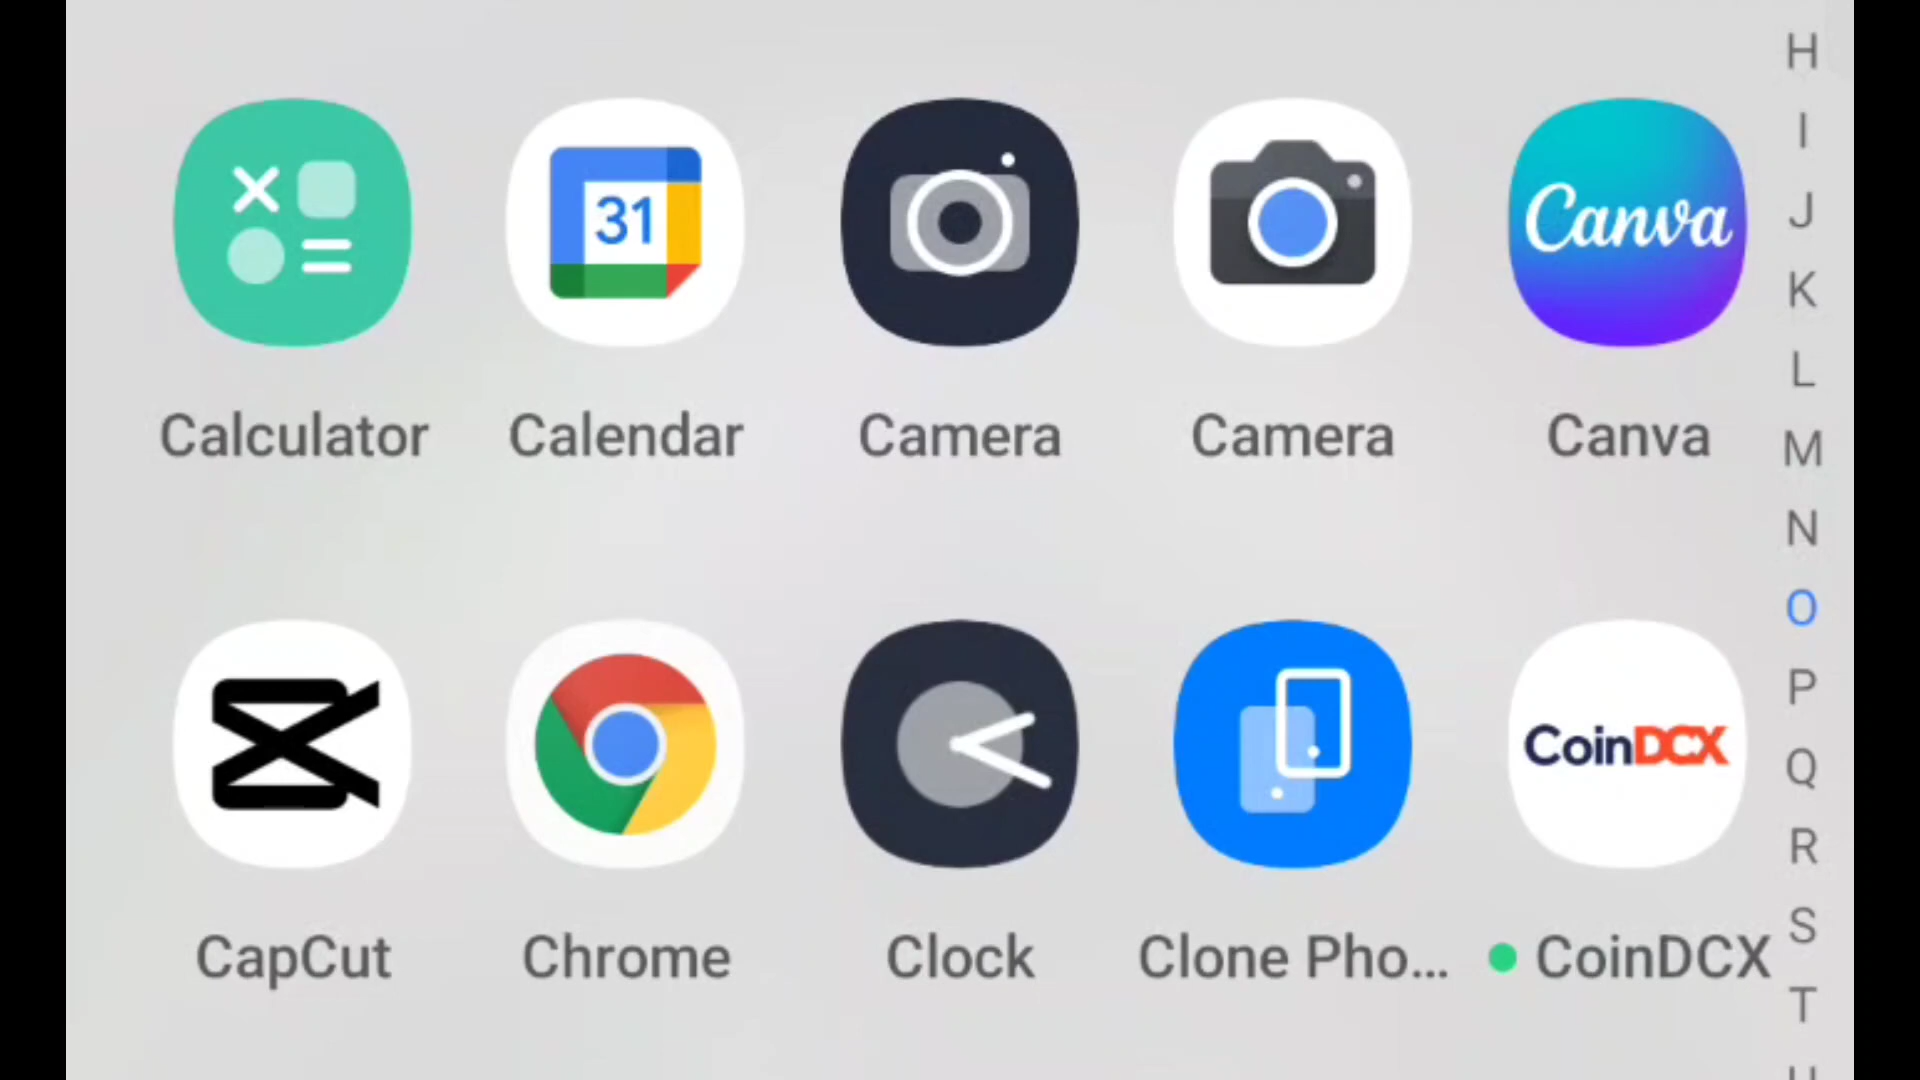 H
I
J
K
L
M
N
O
P
Q
R
S
T
31
Canva
Calculator
Calendar
Camera
Camera
Canva
CoinDCX
CapCut
Chrome
Clock
Clone Pho...
CoinDCX